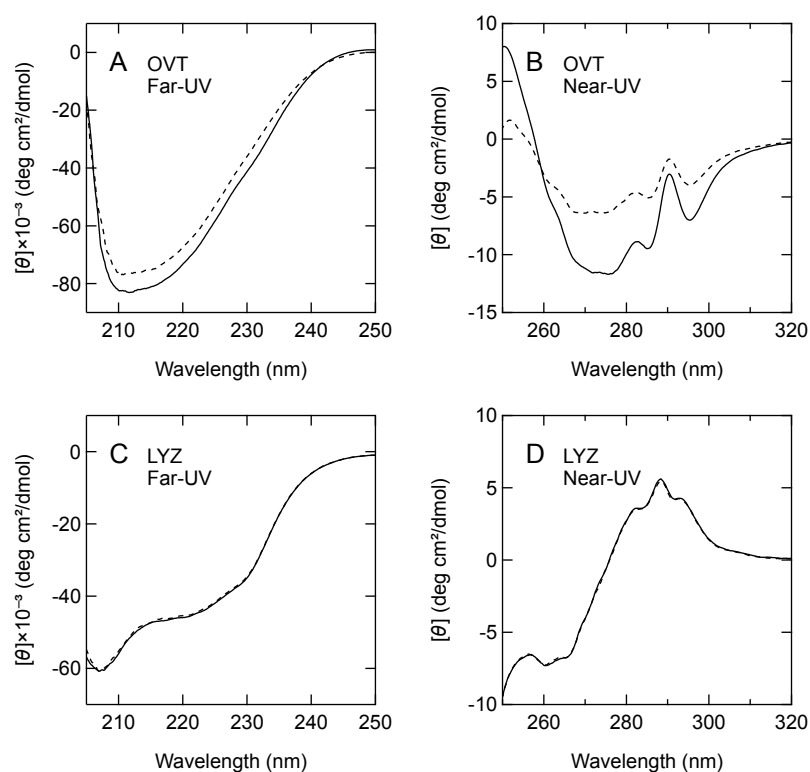 A OVT
Far-UV
0
-20
-40
-60
-80
[θ]×10⁻³ (deg cm²/dmol)
210 220 230 240 250
Wavelength (nm)
B OVT
Near-UV
10
5
0
-5
-10
-15
[θ] (deg cm²/dmol)
260 280 300 320
Wavelength (nm)
C LYZ
Far-UV
0
-20
-40
-60
[θ]×10⁻³ (deg cm²/dmol)
210 220 230 240 250
Wavelength (nm)
D LYZ
Near-UV
10
5
0
-5
-10
[θ] (deg cm²/dmol)
260 280 300 320
Wavelength (nm)